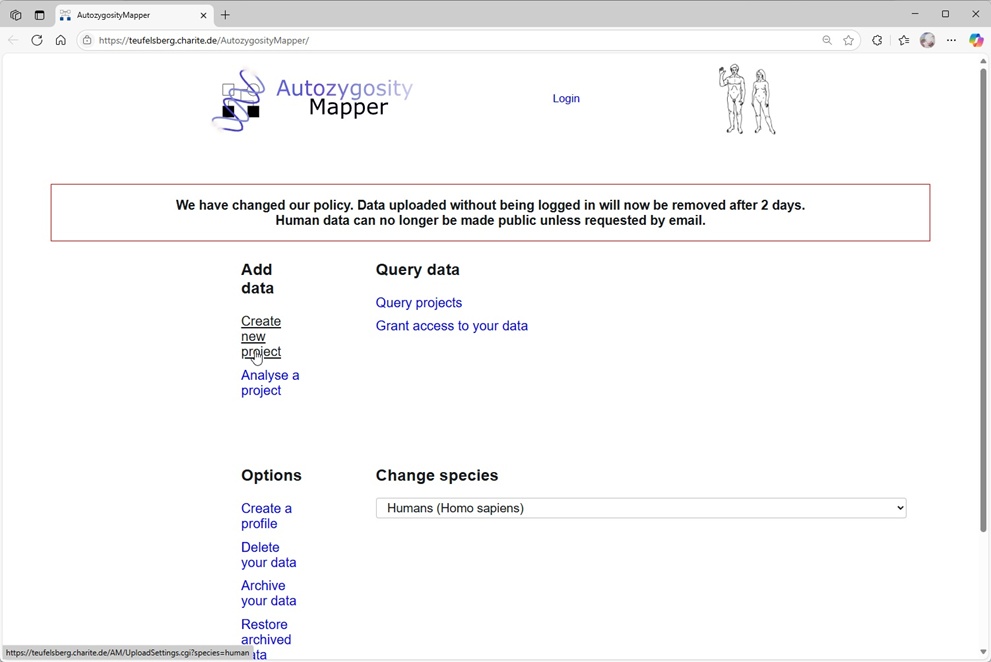 AutozygosityMapper
https://teufelsberg.charite.de/AutozygosityMapper/
Autozygosity
Mapper
Login
We have changed our policy. Data uploaded without being logged in will now be removed after 2 days.
Human data can no longer be made public unless requested by email.
Add
data
Query data
Create
new
project
Query projects
Grant access to your data
Analyse a
project
Options
Change species
Create a
profile
Humans (Homo sapiens)
Delete
your data
Archive
your data
Restore
archived
https://teufelsberg.charite.de/AM/UploadSettings.cgi?species=human